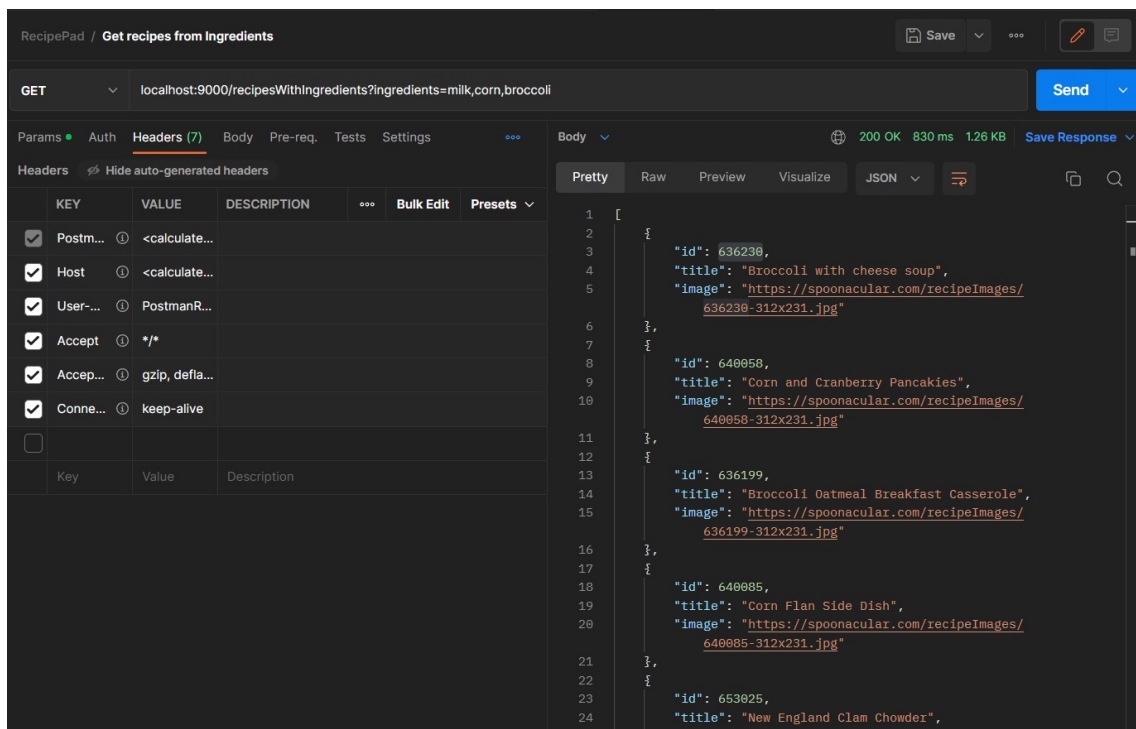 RecipePad / Get recipes from Ingredients
Save
GET localhost:9000/recipesWithIngredients?ingredients=milk,corn,broccoli Send
Params Auth Headers (7) Body Pre-req. Tests Settings
Headers Hide auto-generated headers
KEY VALUE DESCRIPTION Bulk Edit Presets
Postm... <calculate...
Host <calculate...
User-... PostmanR...
Accept */*
Accep... gzip, defla...
Conne... keep-alive
Key Value Description
Body 200 OK 830 ms 1.26 KB Save Response
Pretty Raw Preview Visualize JSON
1 [
2 {
3 "id": 636230,
4 "title": "Broccoli with cheese soup",
5 "image": "https://spoonacular.com/recipeImages/
636230-312x231.jpg"
6 },
7 {
8 "id": 640058,
9 "title": "Corn and Cranberry Pancakies",
10 "image": "https://spoonacular.com/recipeImages/
640058-312x231.jpg"
11 },
12 {
13 "id": 636199,
14 "title": "Broccoli Oatmeal Breakfast Casserole",
15 "image": "https://spoonacular.com/recipeImages/
636199-312x231.jpg"
16 },
17 {
18 "id": 640085,
19 "title": "Corn Flan Side Dish",
20 "image": "https://spoonacular.com/recipeImages/
640085-312x231.jpg"
21 },
22 {
23 "id": 653025,
24 "title": "New England Clam Chowder",